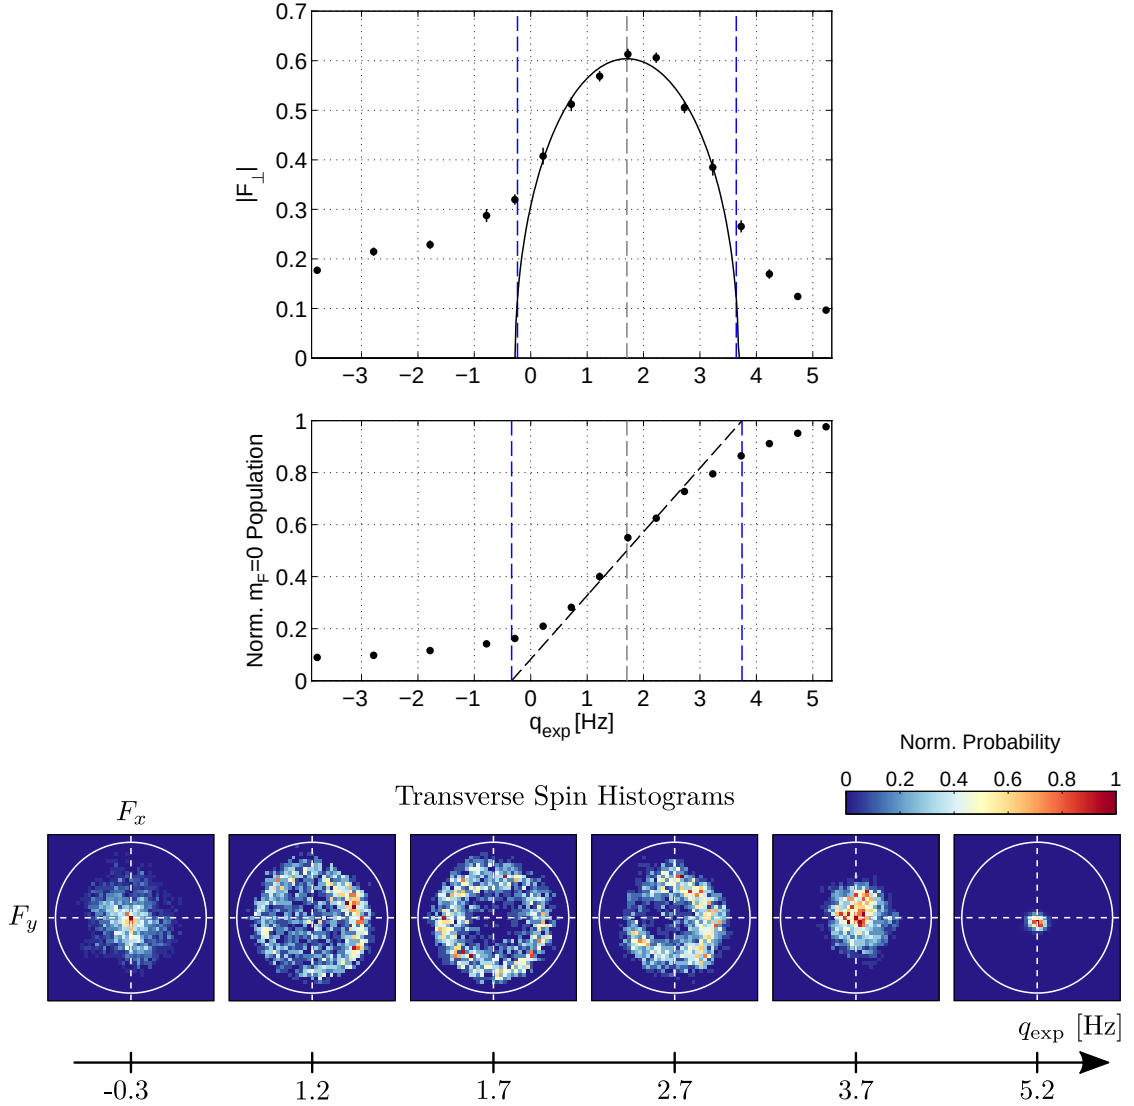 0.7
0.6
0.5
0.4
0.3
0.2
0.1
0
|F⊥|
−3 −2 −1 0 1 2 3 4 5
1
0.8
0.6
0.4
0.2
0
Norm. mF=0 Population
−3 −2 −1 0 1 2 3 4 5
qexp [Hz]
Norm. Probability
0 0.2 0.4 0.6 0.8 1
Transverse Spin Histograms
Fx
Fy
qexp [Hz]
-0.3 1.2 1.7 2.7 3.7 5.2